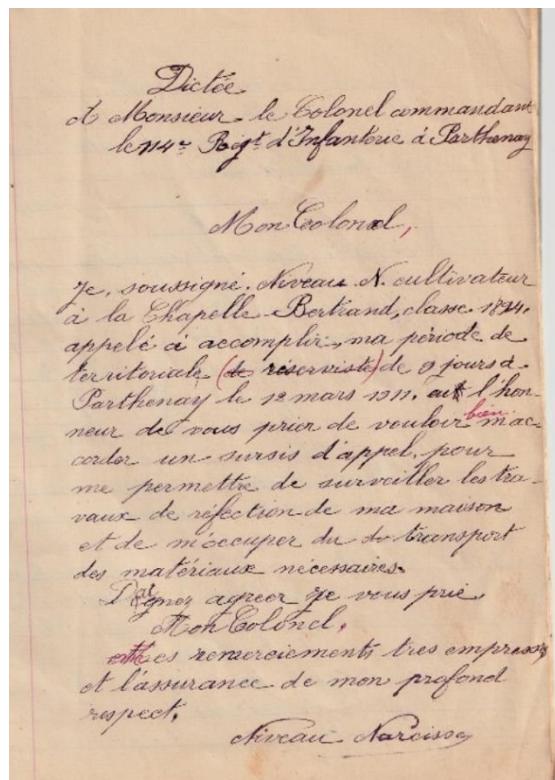 Dictée
A Monsieur le Colonel commandant
le 114e Régt d'Infanterie à Parthenay
Mon Colonel,
Je, soussigné. Niveau. N. cultivateur
à la Chapelle-Bertrand, classe 1894.
appelé à accomplir, ma période de
territoriale (de réserviste) de 9 jours à
Parthenay le 12 mars 1911. ai l'hon-
neur de vous prier de vouloir bien m'ac-
corder un sursis d'appel, pour
me permettre de surveiller les tra-
vaux de réfection de ma maison
et de m'occuper du du transport
des matériaux nécessaires.
Daignez agréer je vous prie,
Mon Colonel.
mes remerciements très empressés
et l'assurance de mon profond
respect.
Niveau Narcisse